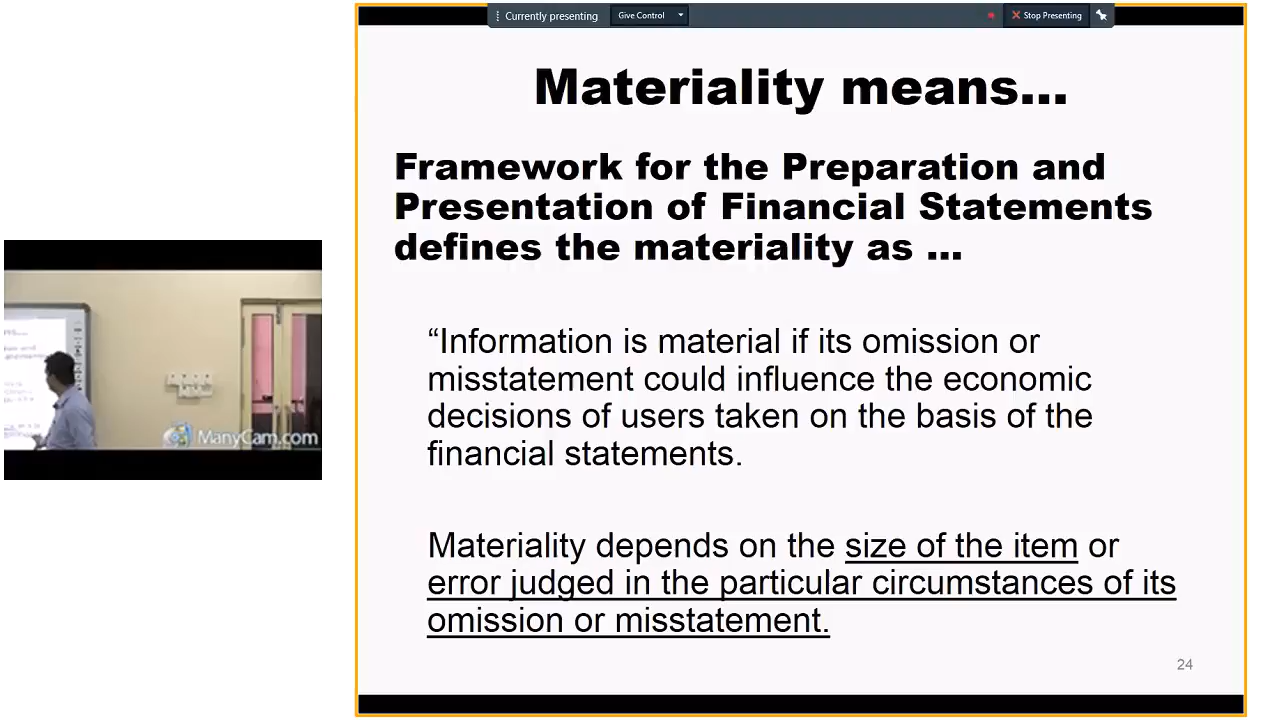 Currently presenting
Give Control
Stop Presenting
Materiality means…
Framework for the Preparation and
Presentation of Financial Statements
defines the materiality as …
“Information is material if its omission or
misstatement could influence the economic
decisions of users taken on the basis of the
financial statements.
Materiality depends on the size of the item or
error judged in the particular circumstances of its
omission or misstatement.
24
ManyCam.com